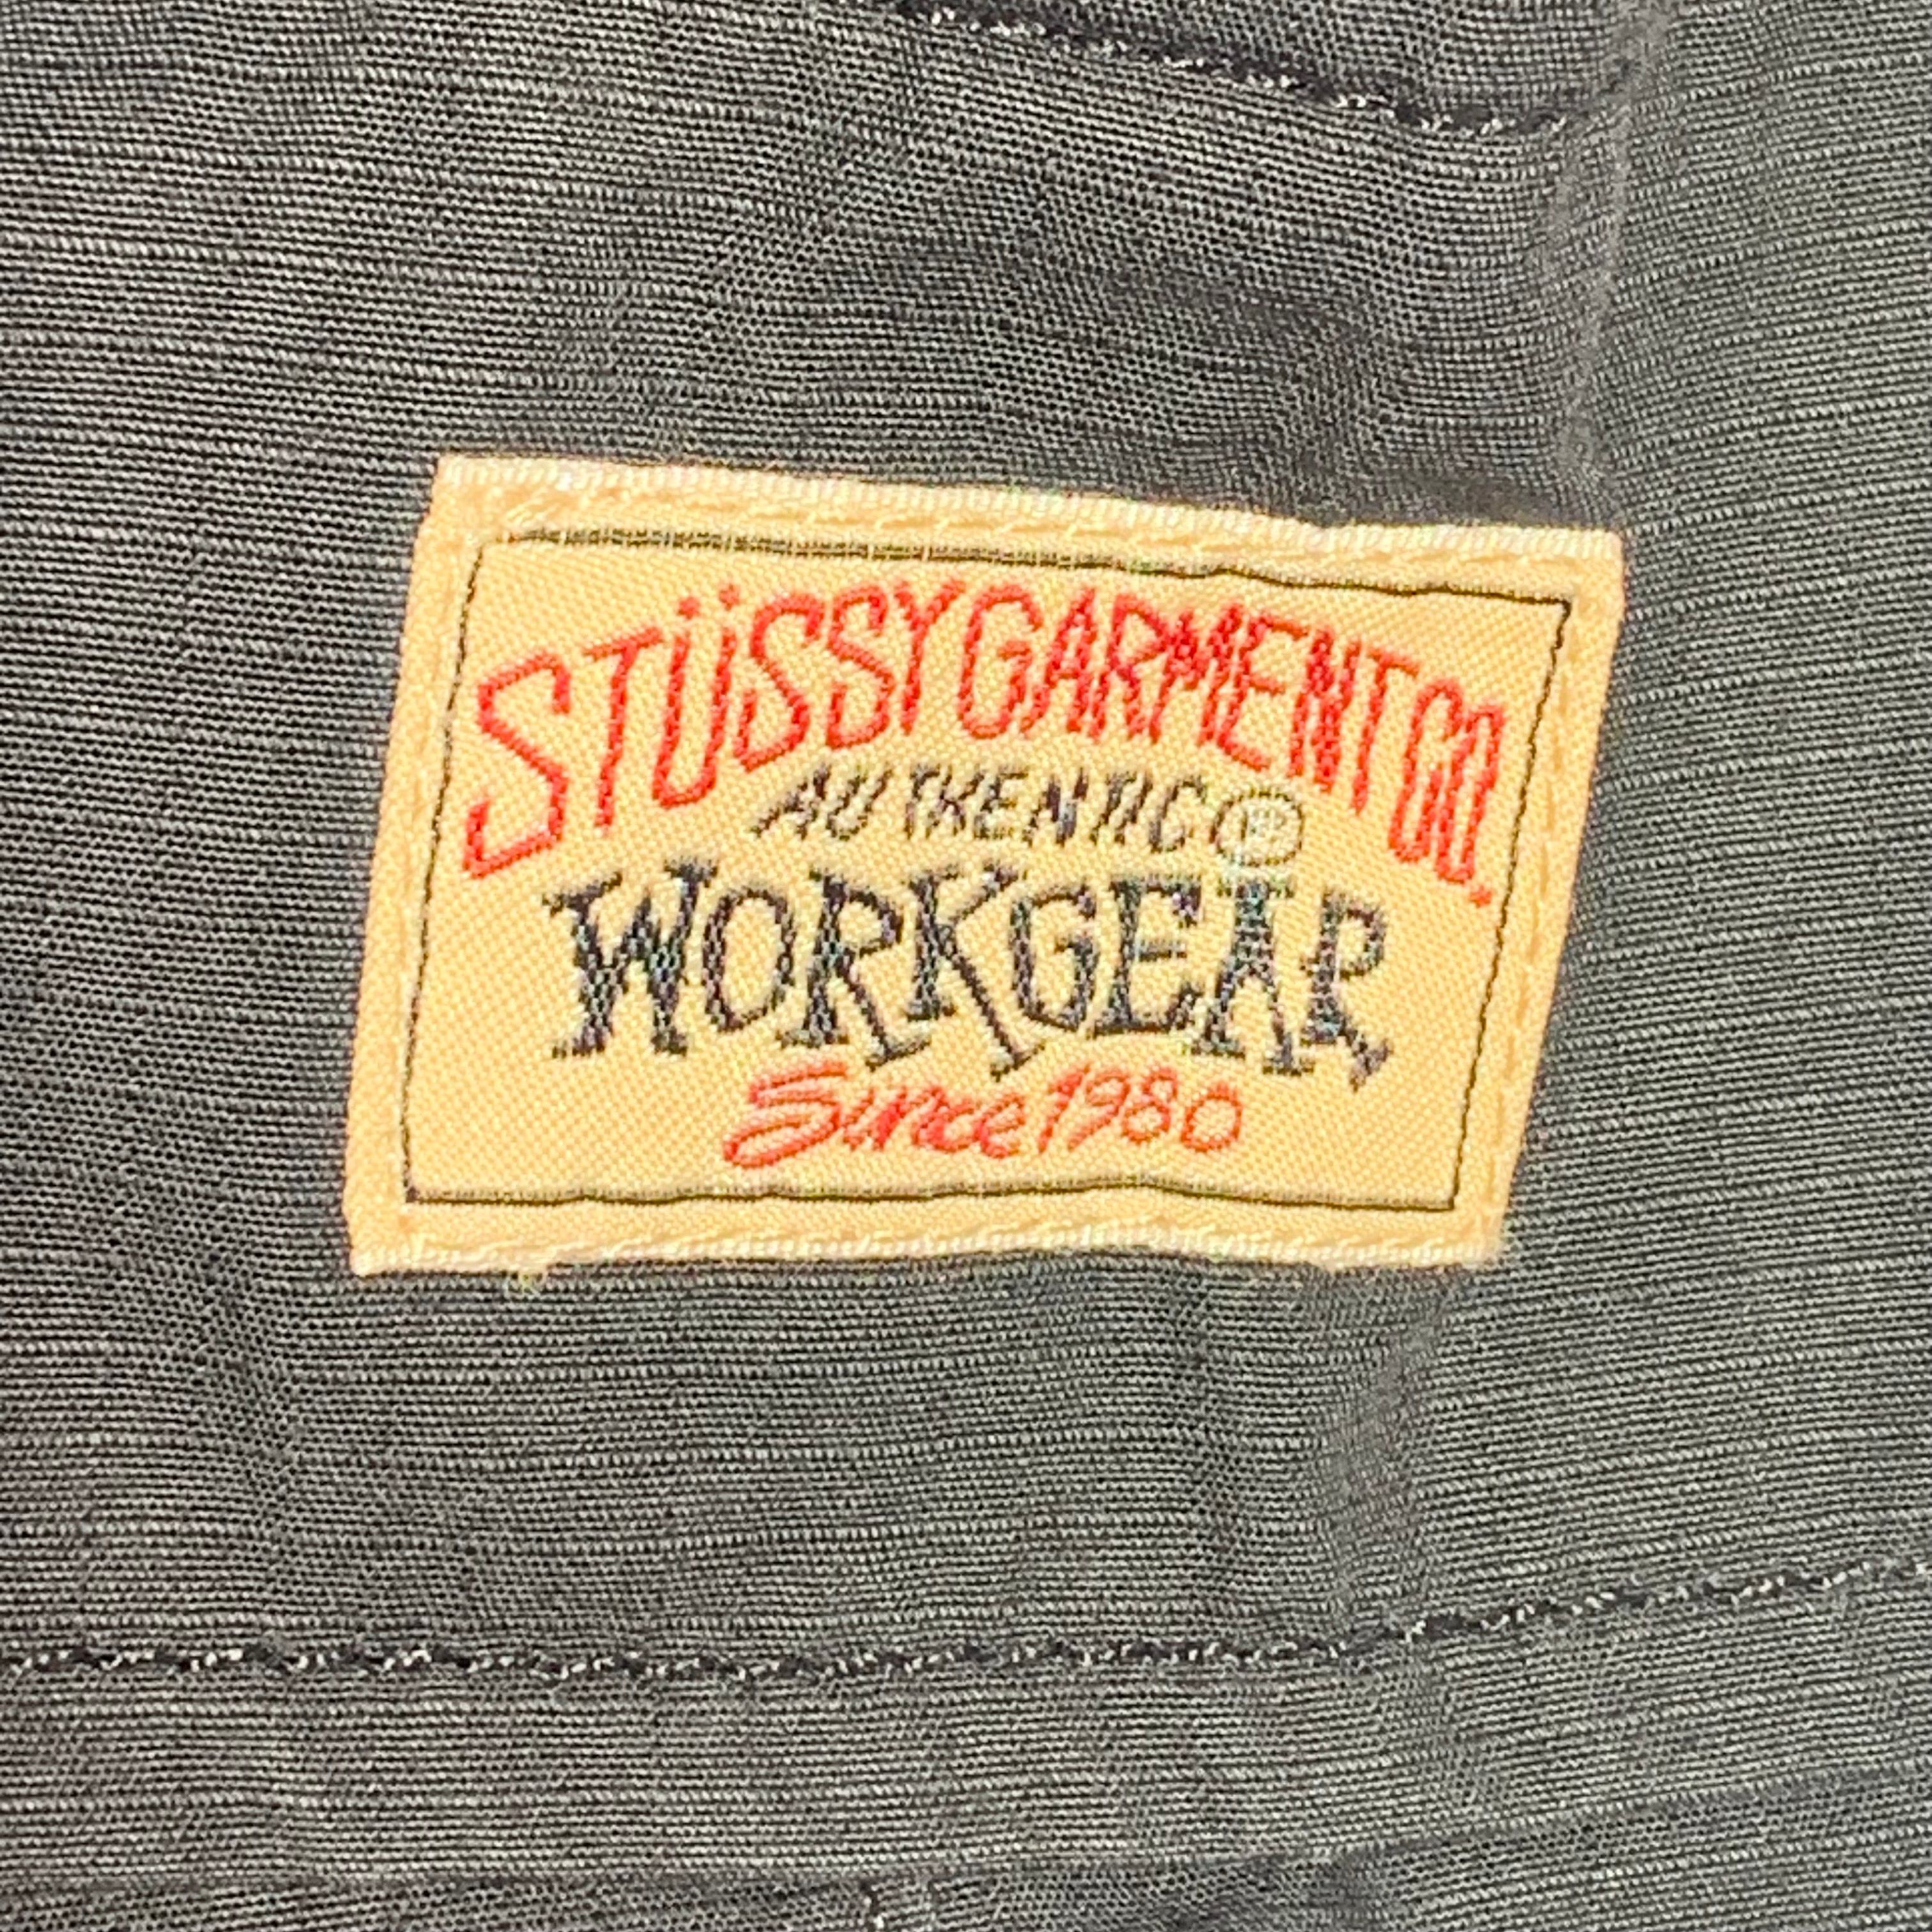 STÜSSY GARMENT CO.
AUTHENTIC ®
WORKGEAR
Since 1980